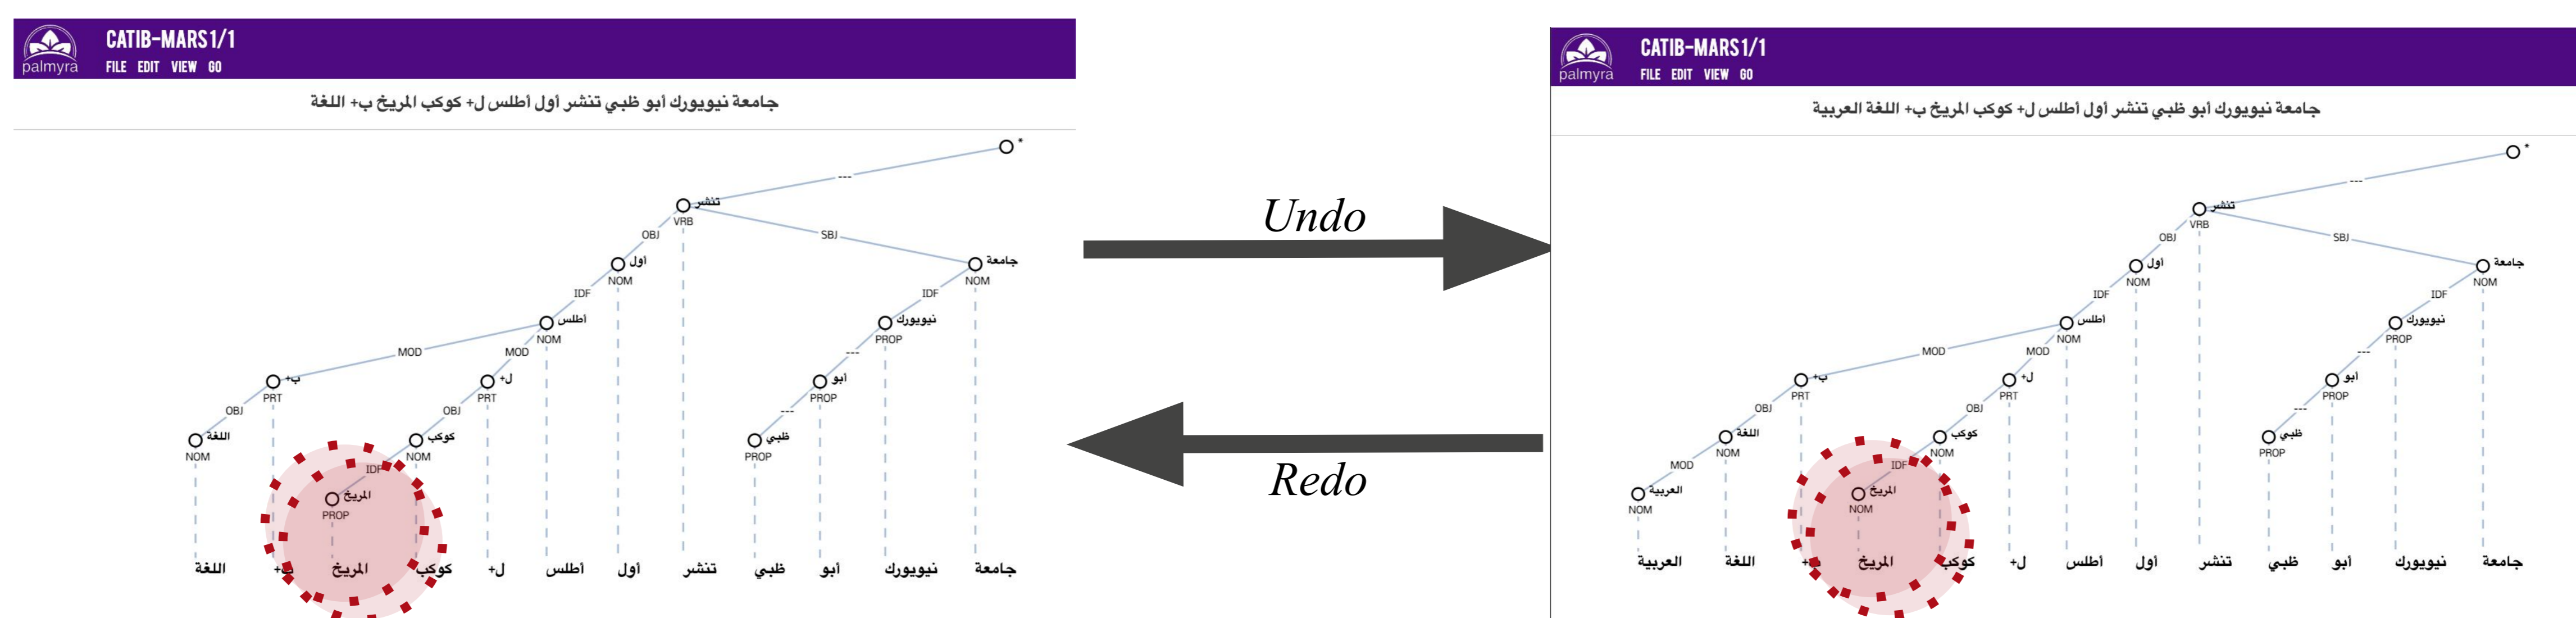 palmyra
CATIB-MARS 1/1
FILE EDIT VIEW GO
جامعة نيويورك أبو ظبي تنشر أول أطلس ل+ كوكب المريخ ب+ اللغة
*
---
تنشر
VRB
OBJ
SBJ
أول
NOM
جامعة
NOM
IDF
IDF
أطلس
NOM
نيويورك
PROP
MOD
MOD
---
ب+
PRT
ل+
PRT
أبو
PROP
OBJ
OBJ
---
اللغة
NOM
كوكب
NOM
ظبي
PROP
IDF
المريخ
PROP
جامعة نيويورك أبو ظبي تنشر أول أطلس ل+ كوكب المريخ ب+ اللغة
Undo
Redo
palmyra
CATIB-MARS 1/1
FILE EDIT VIEW GO
جامعة نيويورك أبو ظبي تنشر أول أطلس ل+ كوكب المريخ ب+ اللغة العربية
*
---
تنشر
VRB
OBJ
SBJ
أول
NOM
جامعة
NOM
IDF
IDF
أطلس
NOM
نيويورك
PROP
MOD
MOD
---
ب+
PRT
ل+
PRT
أبو
PROP
OBJ
OBJ
---
اللغة
NOM
كوكب
NOM
ظبي
PROP
MOD
IDF
العربية
NOM
المريخ
NOM
جامعة نيويورك أبو ظبي تنشر أول أطلس ل+ كوكب المريخ ب+ اللغة العربية